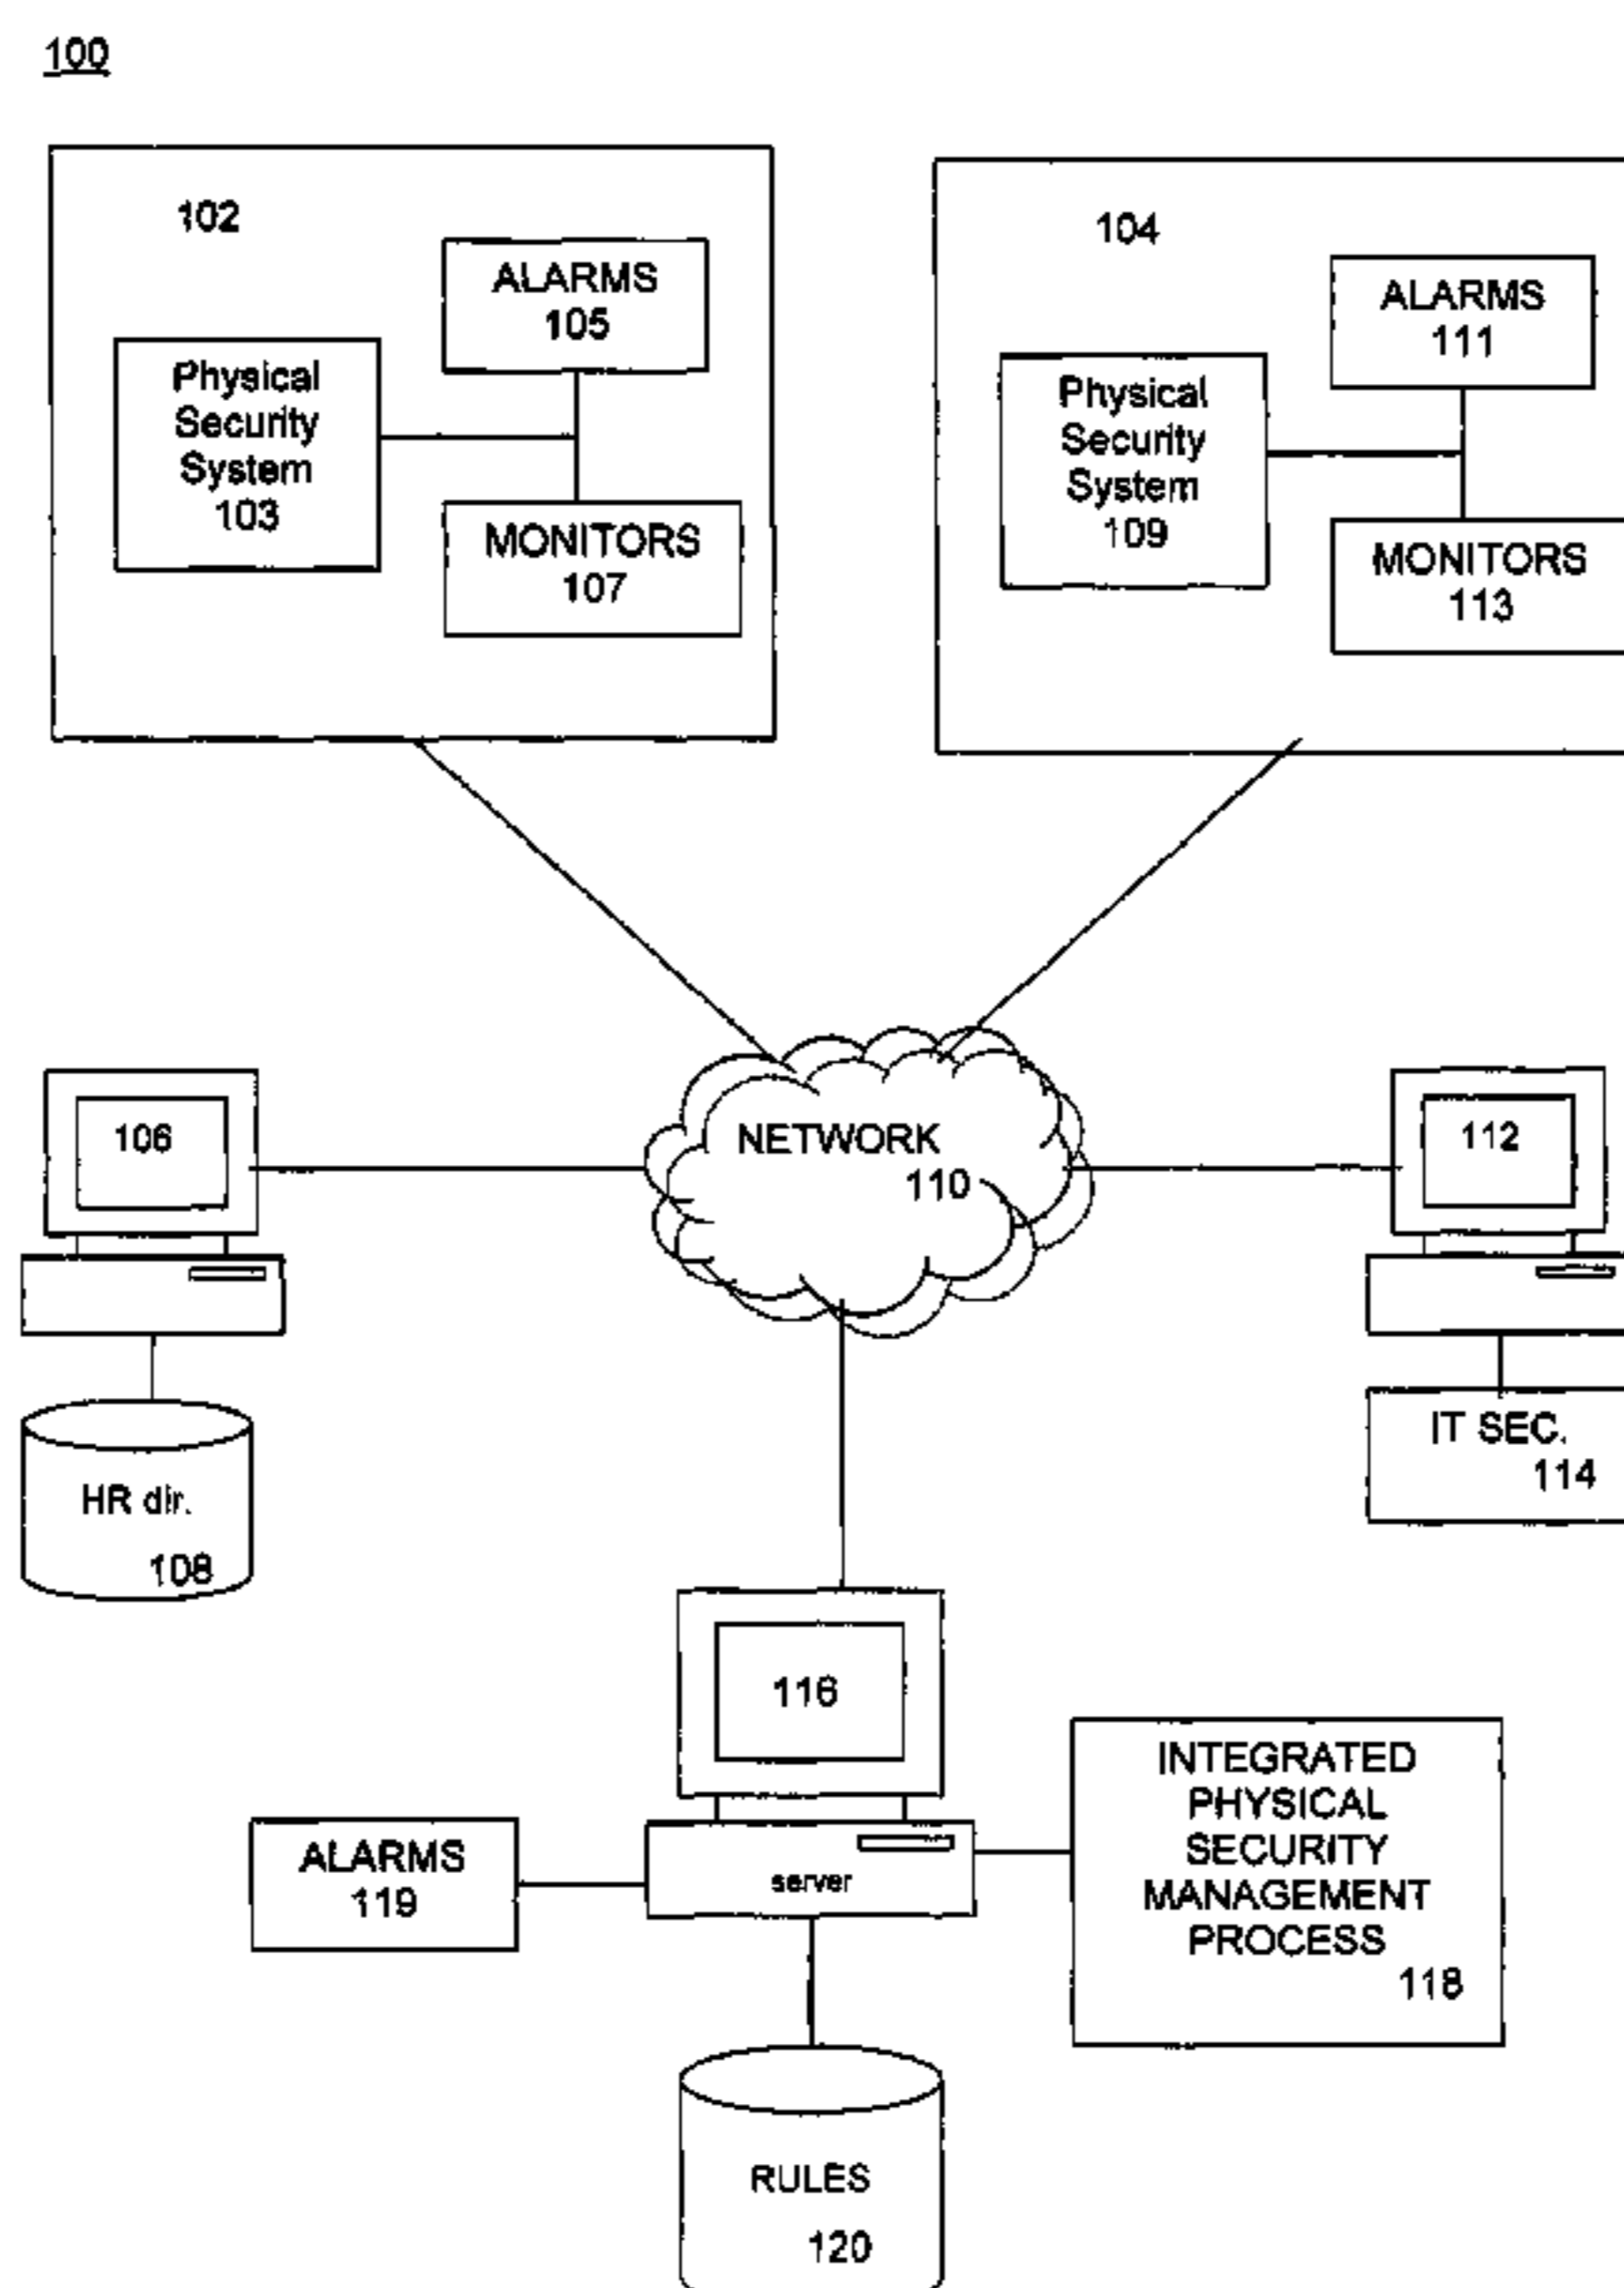 100
102
ALARMS
105
Physical
Security
System
103
MONITORS
107
104
ALARMS
111
Physical
Security
System
109
MONITORS
113
106
NETWORK
110
112
HR dir.
108
IT SEC.
114
116
server
ALARMS
119
INTEGRATED
PHYSICAL
SECURITY
MANAGEMENT
PROCESS
118
RULES
120